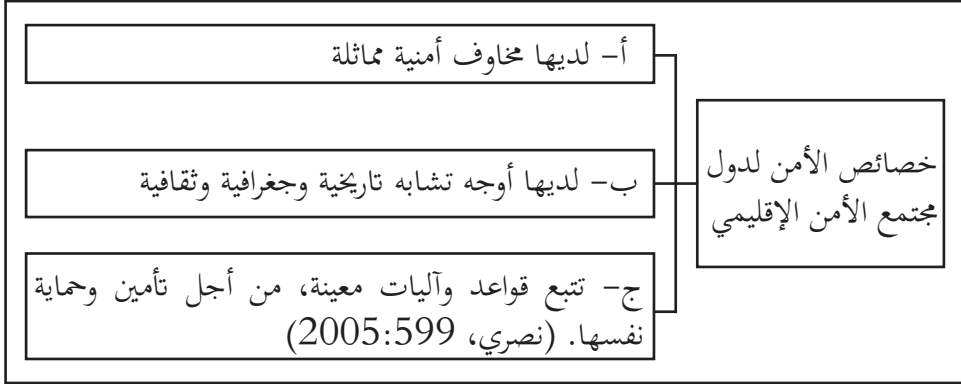 خصائص الأمن لدول
مجتمع الأمن الإقليمي
أ- لديها مخاوف أمنية مماثلة
ب- لديها أوجه تشابه تاريخية وجغرافية وثقافية
ج- تتبع قواعد وآليات معينة، من أجل تأمين وحماية
نفسها. (نصري، 2005:599)